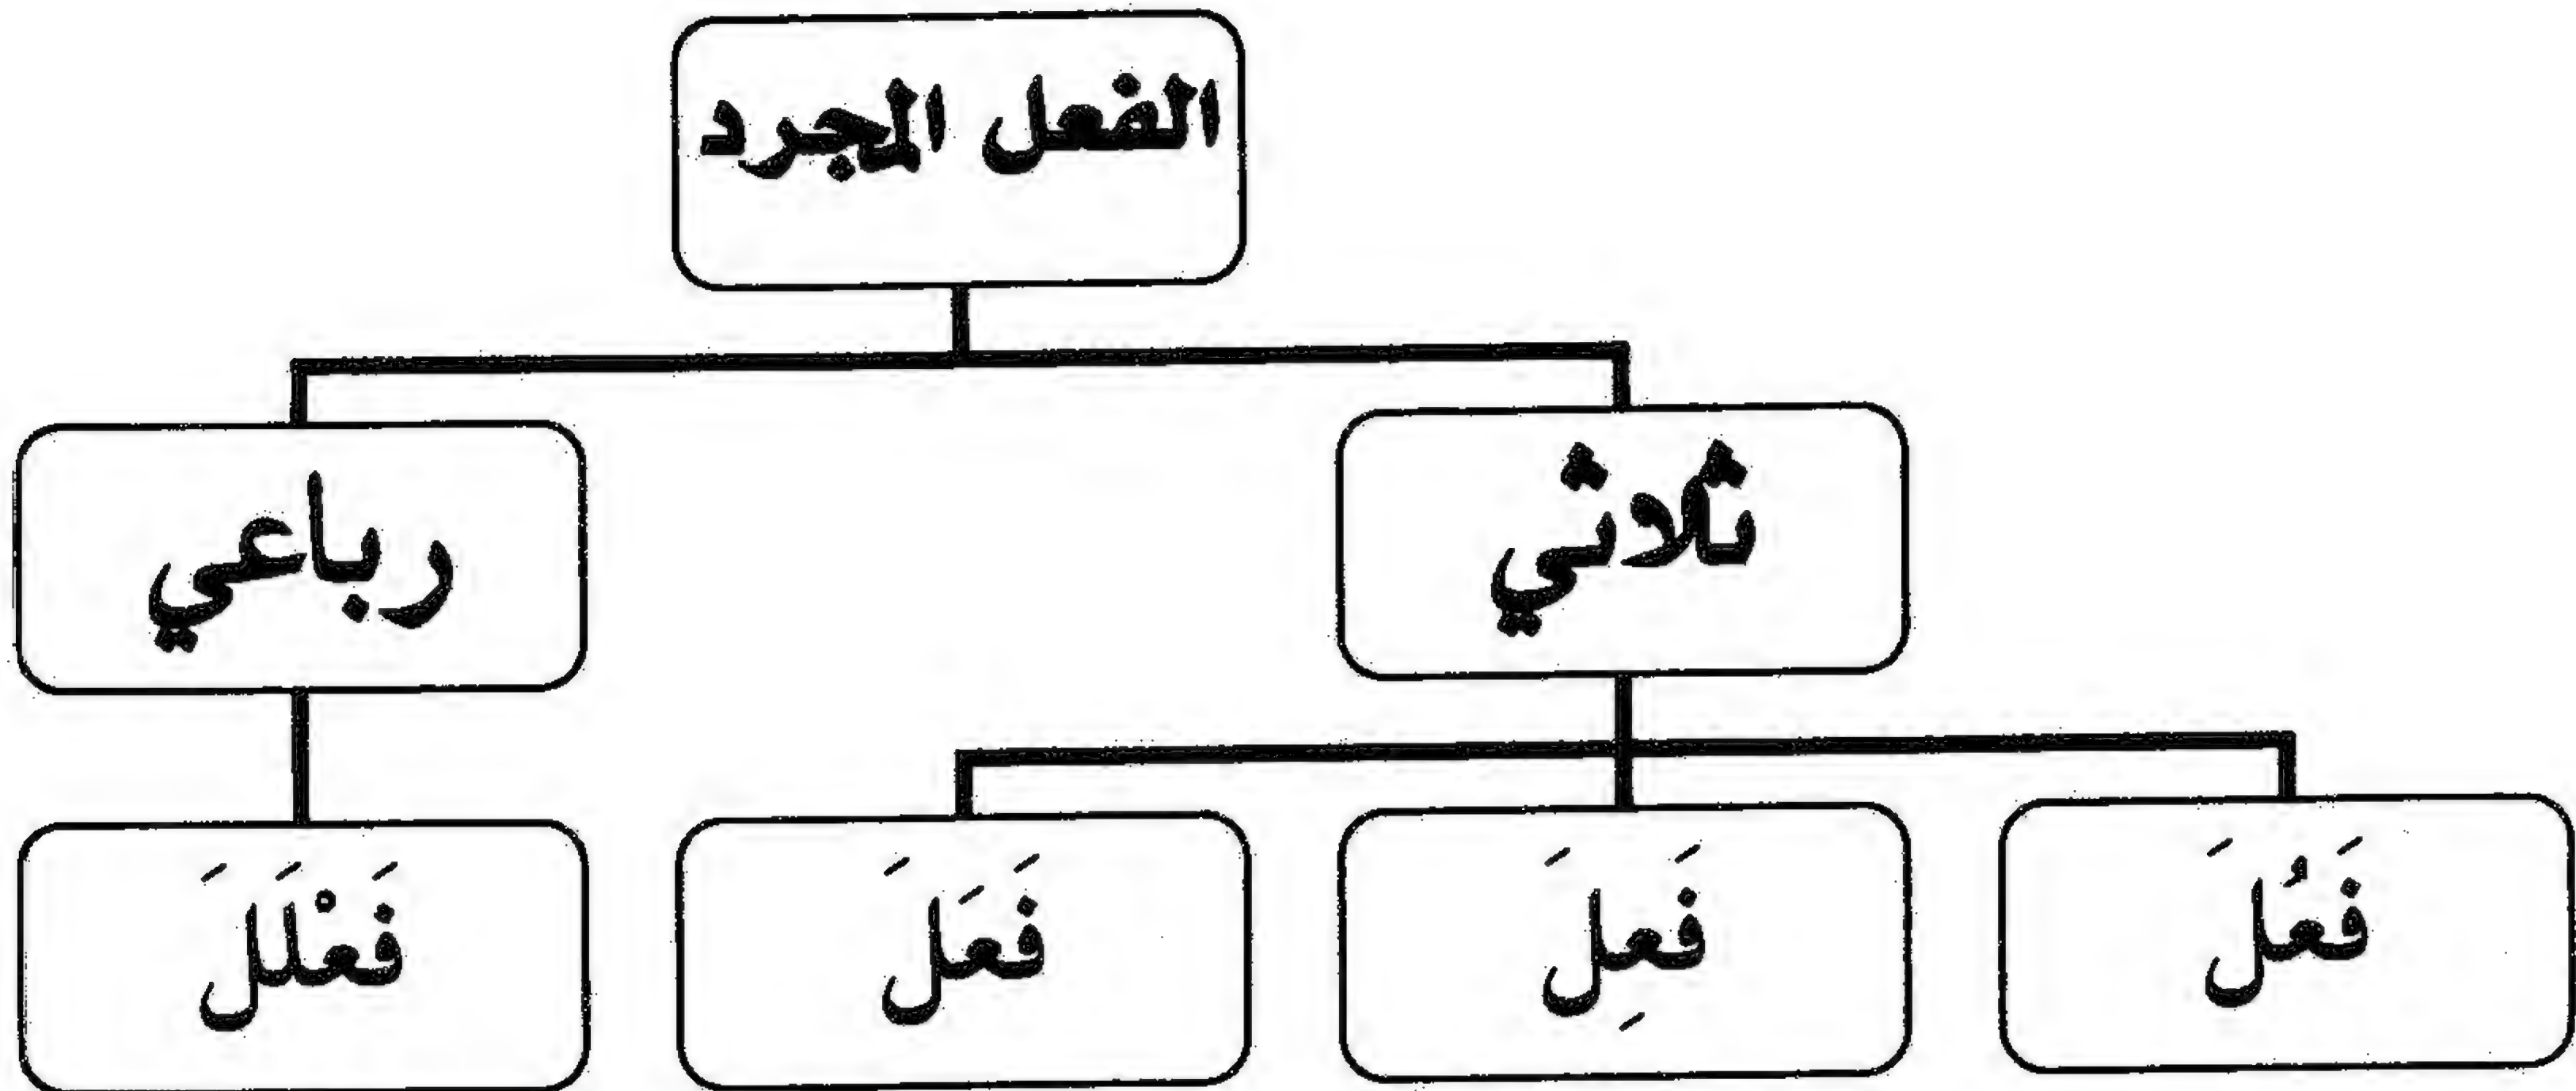 الفعل المجرد
ثلاثي
رباعي
فَعُلَ
فَعِلَ
فَعَلَ
فَعْلَلَ